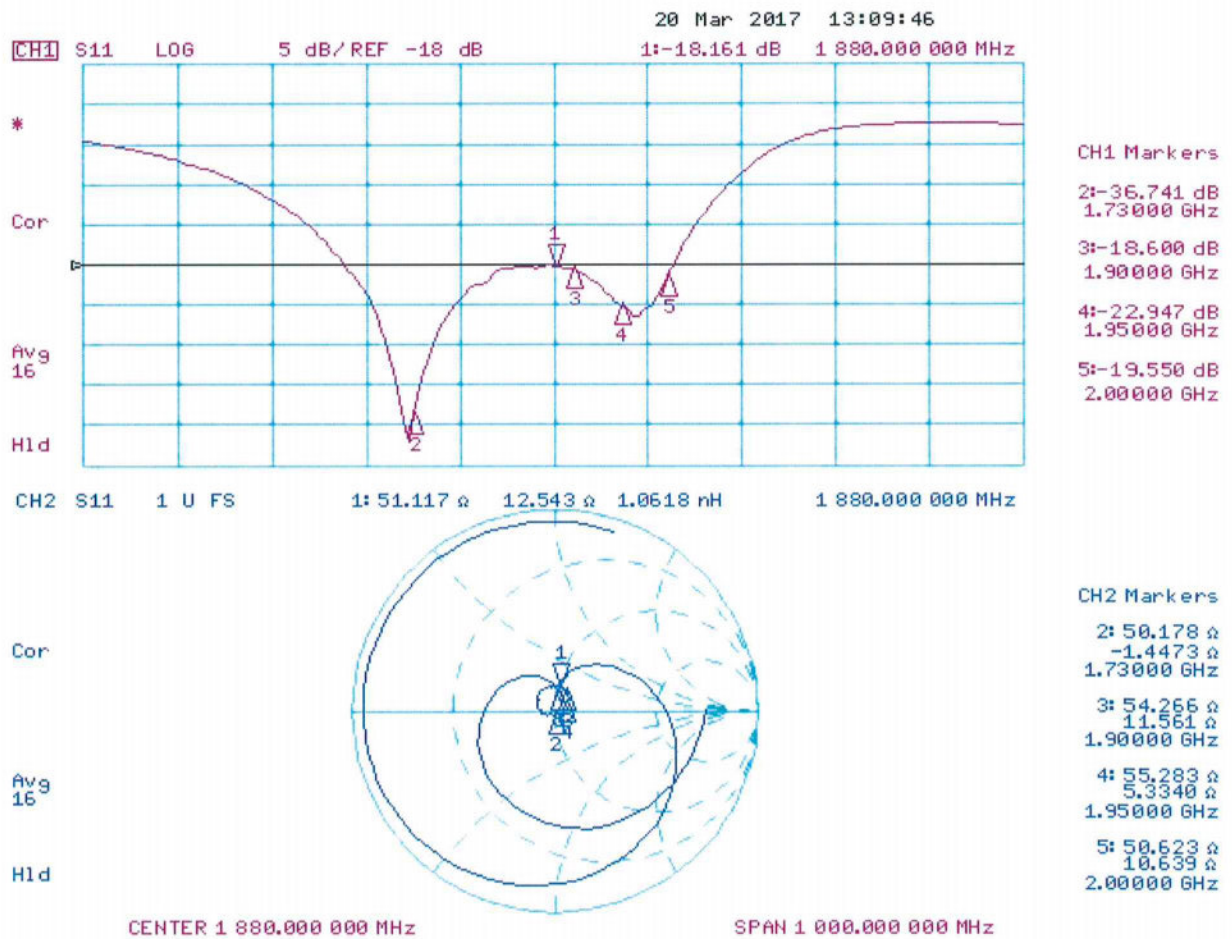 20 Mar 2017 13:09:46
CH1 S11 LOG 5 dB/REF -18 dB 1:-18.161 dB 1 880.000 000 MHz
*
CH1 Markers
2:-36.741 dB
1.73000 GHz
Cor
1
3:-18.600 dB
1.90000 GHz
3
4
5
4:-22.947 dB
1.95000 GHz
Avg
16
5:-19.550 dB
2.00000 GHz
2
Hld
CH2 S11 1 U FS 1: 51.117 Ω 12.543 Ω 1.0618 nH 1 880.000 000 MHz
CH2 Markers
2: 50.178 Ω
-1.4473 Ω
1.73000 GHz
Cor
1
3: 54.266 Ω
11.561 Ω
1.90000 GHz
2
Avg
16
4: 55.283 Ω
5.3340 Ω
1.95000 GHz
5: 50.623 Ω
10.639 Ω
2.00000 GHz
Hld
CENTER 1 880.000 000 MHz SPAN 1 000.000 000 MHz